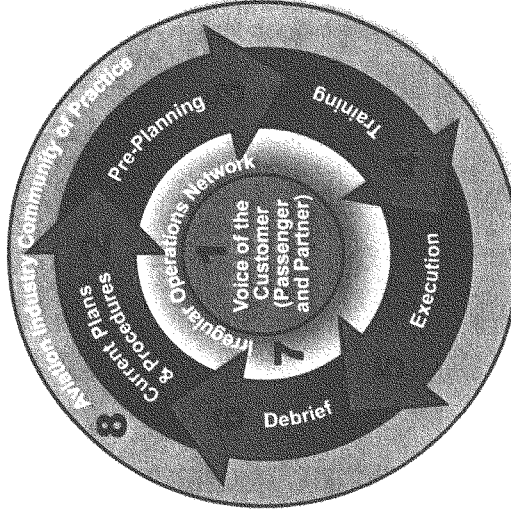 Aviation Industry Community of Practice
8
Current Plans
& Procedures
Pre-Planning
Training
Execution
Debrief
Irregular Operations Network
7
1
Voice of the
Customer
(Passenger
and Partner)